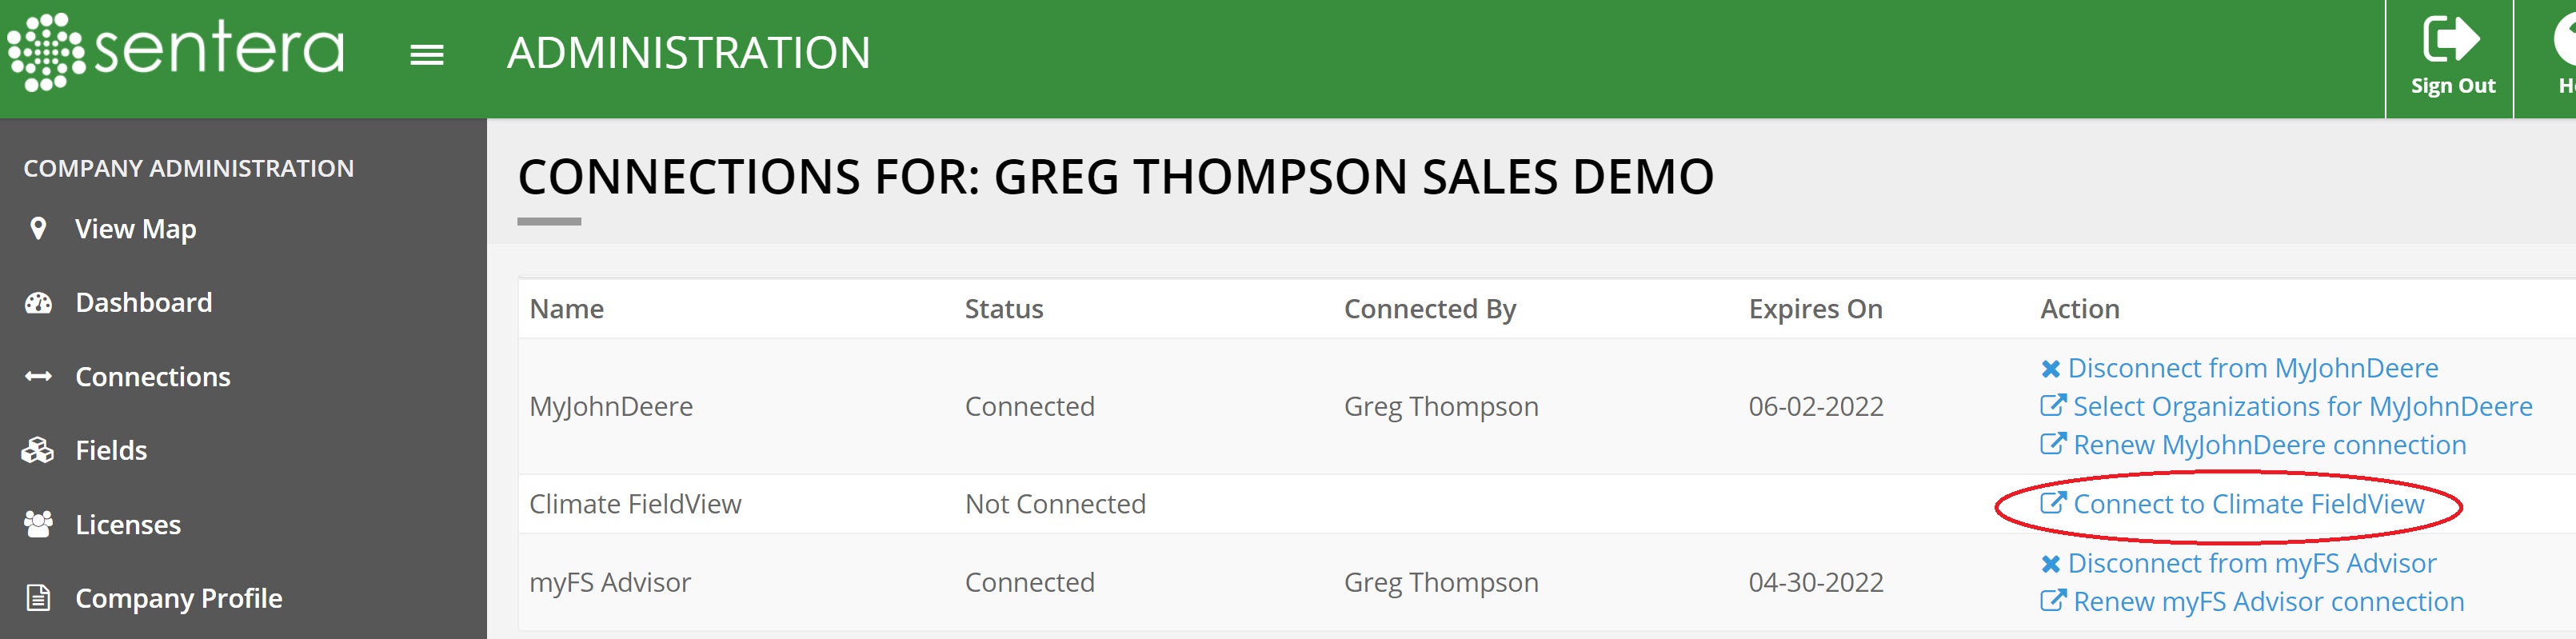 sentera
ADMINISTRATION
Sign Out
COMPANY ADMINISTRATION
View Map
Dashboard
Connections
Fields
Licenses
Company Profile
CONNECTIONS FOR: GREG THOMPSON SALES DEMO
Name Status Connected By Expires On Action
MyJohnDeere Connected Greg Thompson 06-02-2022
Disconnect from MyJohnDeere
Select Organizations for MyJohnDeere
Renew MyJohnDeere connection
Climate FieldView Not Connected Connect to Climate FieldView
myFS Advisor Connected Greg Thompson 04-30-2022
Disconnect from myFS Advisor
Renew myFS Advisor connection